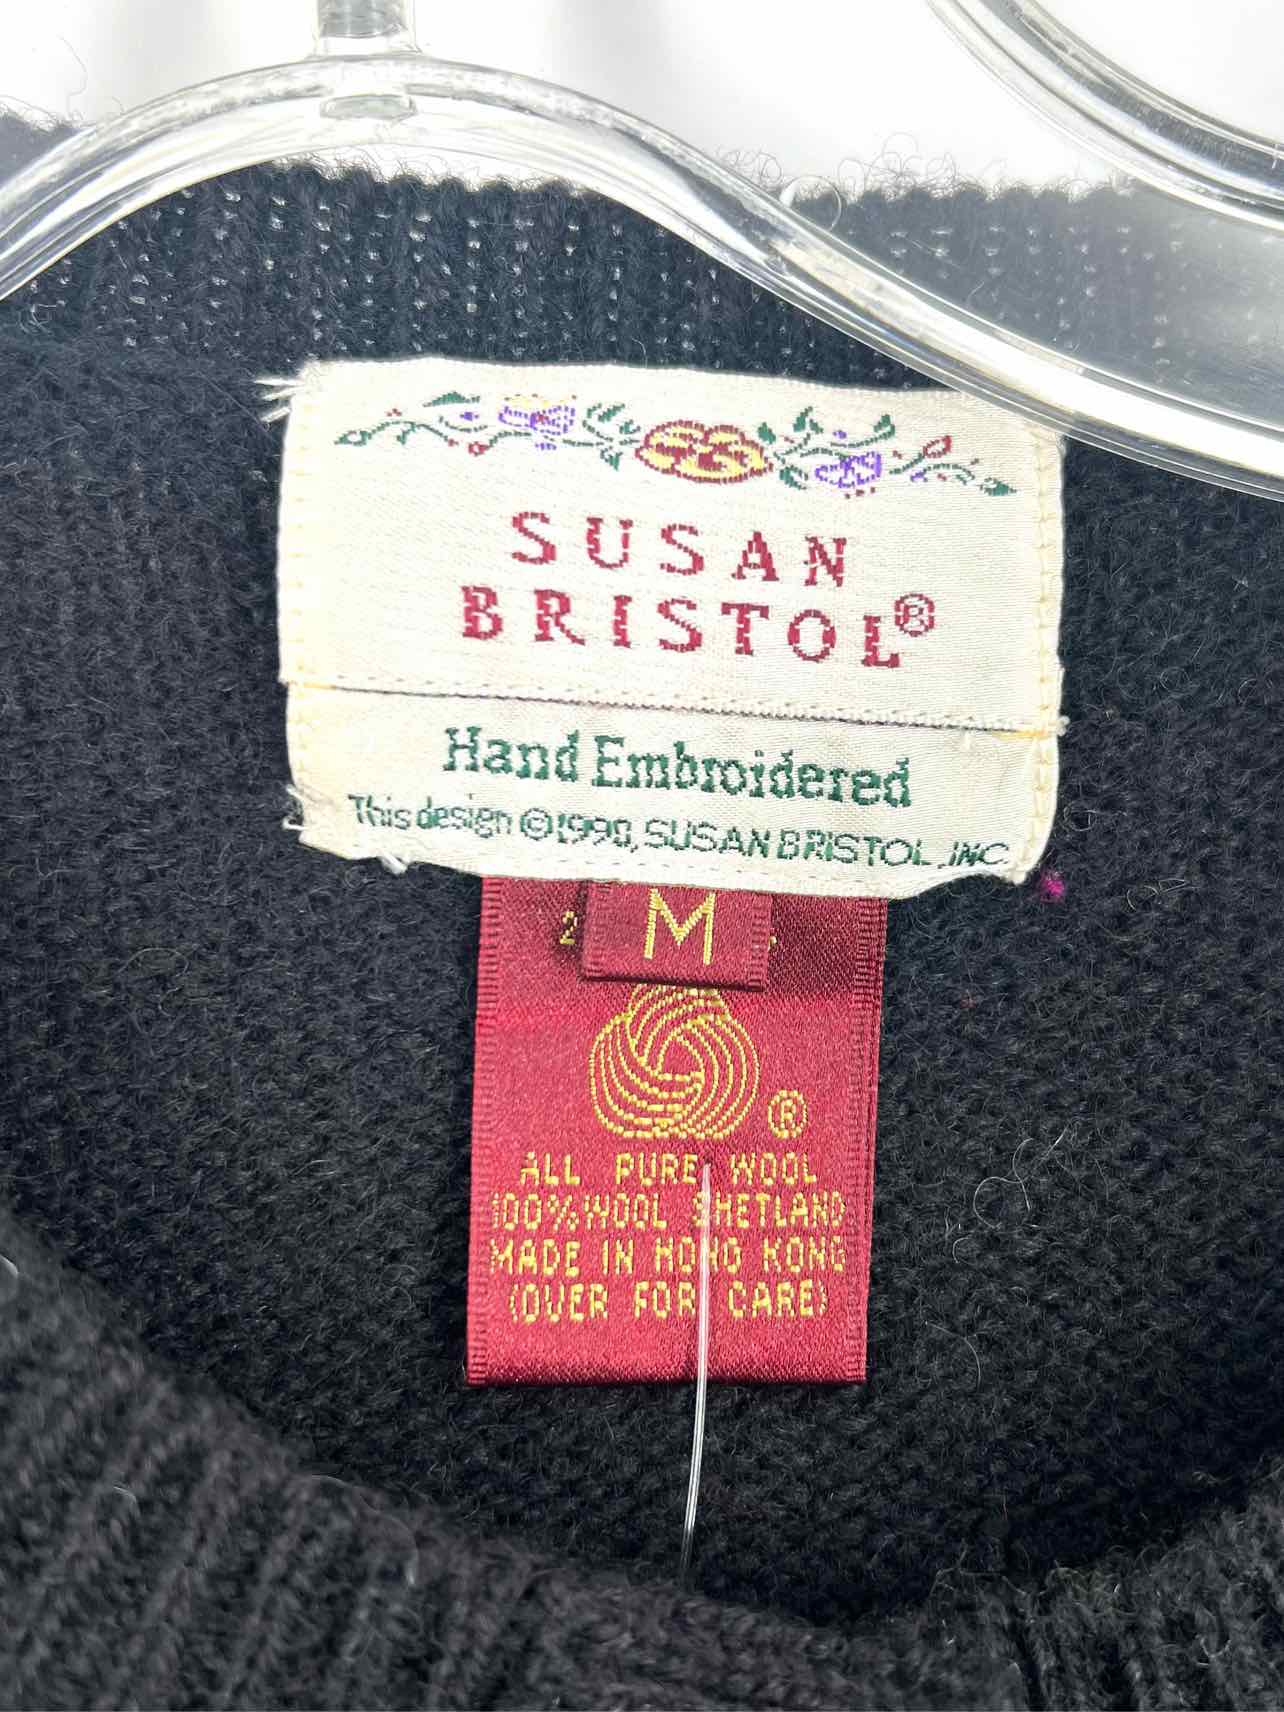 SUSAN
BRISTOL®
Hand Embroidered
This design ©1990, SUSAN BRISTOL, INC.
M
®
ALL PURE WOOL
100% WOOL SHETLAND
MADE IN HONG KONG
(OVER FOR CARE)